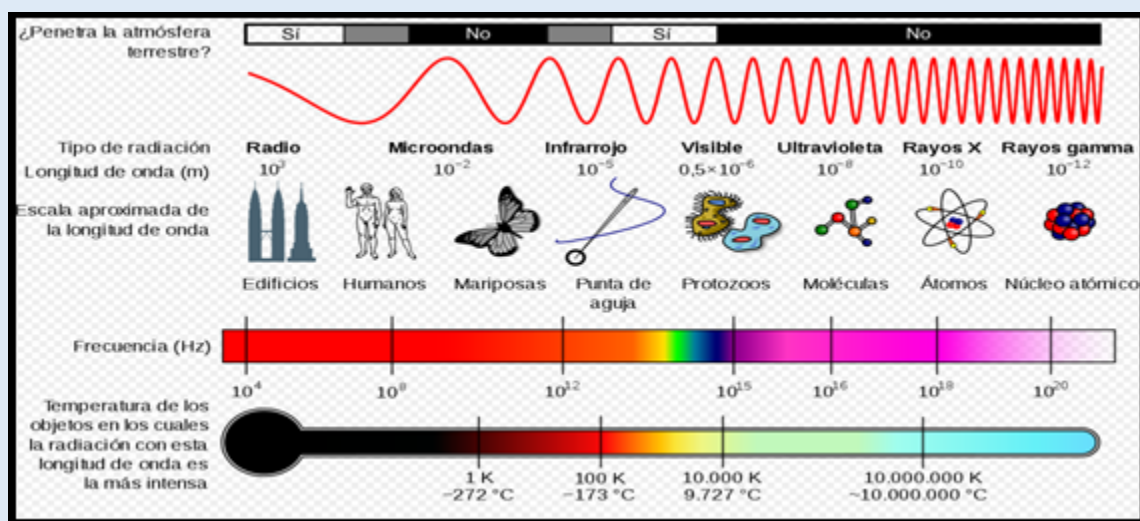 ¿Penetra la atmósfera
terrestre?
Sí No Sí No
Tipo de radiación Radio Microondas Infrarrojo Visible Ultravioleta Rayos X Rayos gamma
Longitud de onda (m) 10³ 10⁻² 10⁻⁵ 0,5×10⁻⁶ 10⁻⁸ 10⁻¹⁰ 10⁻¹²
Escala aproximada de
la longitud de onda
Edificios Humanos Mariposas Punta de Protozoos Moléculas Átomos Núcleo atómico
aguja
Frecuencia (Hz)
10⁴ 10⁸ 10¹² 10¹⁵ 10¹⁶ 10¹⁸ 10²⁰
Temperatura de los
objetos en los cuales
la radiación con esta
longitud de onda es
la más intensa
1 K 100 K 10.000 K 10.000.000 K
−272 °C −173 °C 9.727 °C ~10.000.000 °C